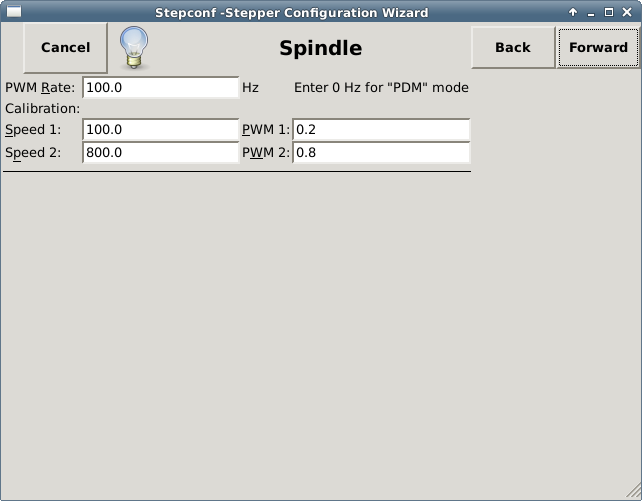 Stepconf -Stepper Configuration Wizard
Cancel Spindle Back Forward
PWM Rate: 100.0 Hz Enter 0 Hz for "PDM" mode
Calibration:
Speed 1: 100.0 PWM 1: 0.2
Speed 2: 800.0 PWM 2: 0.8